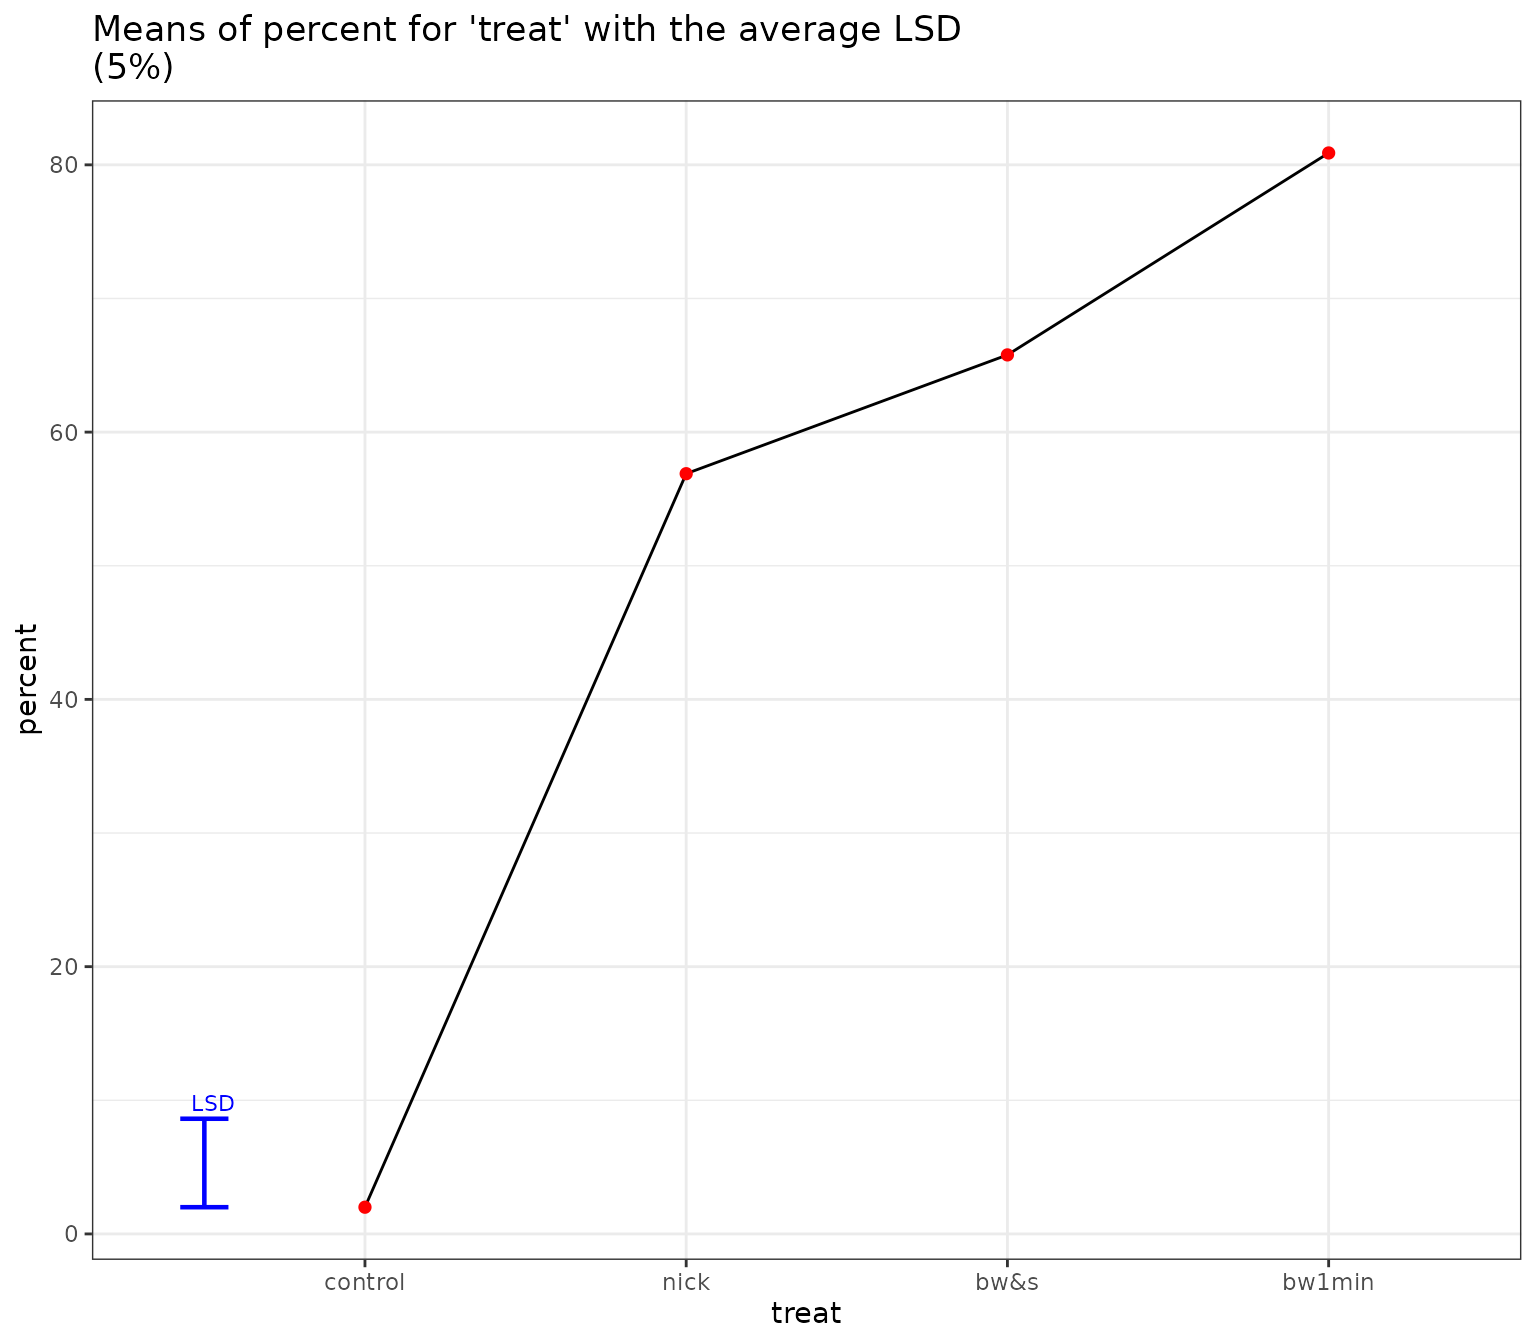 Means of percent for 'treat' with the average LSD
(5%)
percent
80
60
40
20
0
LSD
control
nick
bw&s
bw1min
treat